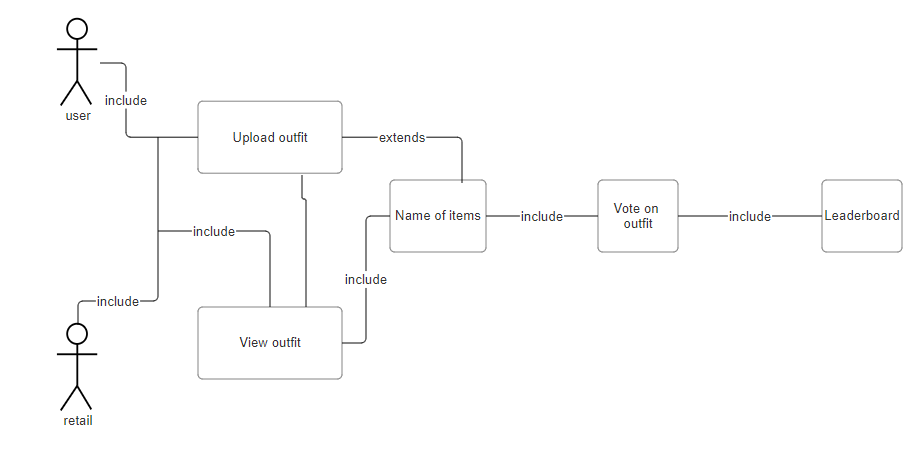 include
user
Upload outfit
extends
Name of items
include
Vote on
outfit
include
Leaderboard
include
include
include
View outfit
retail